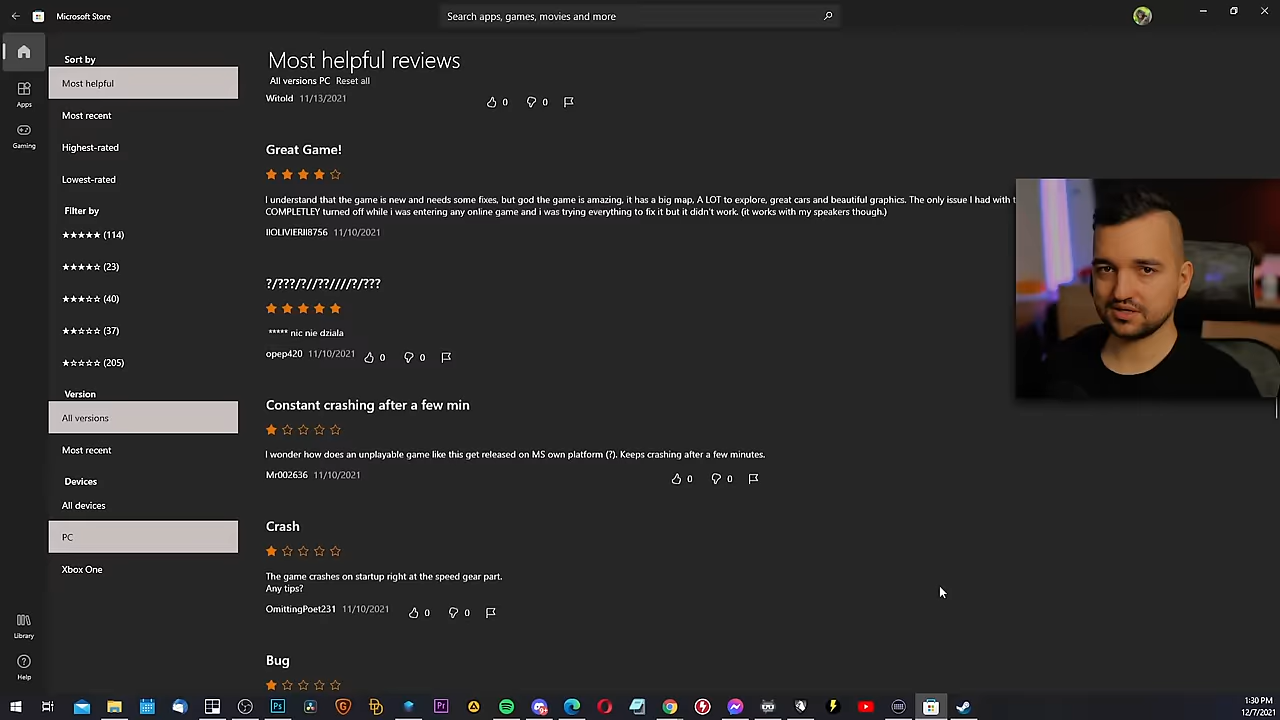 Microsoft Store
Search apps, games, movies and more
Sort by
Most helpful
Most recent
Highest-rated
Lowest-rated
Filter by
★★★★★ (114)
★★★★☆ (23)
★★★☆☆ (40)
★★☆☆☆ (37)
★☆☆☆☆ (205)
Version
All versions
Most recent
Devices
All devices
PC
Xbox One
Apps
Gaming
Library
Help
Most helpful reviews
All versions PC Reset all
Witold 11/13/2021 0 0
Great Game!
I understand that the game is new and needs some fixes, but god the game is amazing, it has a big map, A LOT to explore, great cars and beautiful graphics. The only issue I had with t
COMPLETLEY turned off while i was entering any online game and i was trying everything to fix it but it didn't work. (it works with my speakers though.)
IIOLIVIERII8756 11/10/2021
?/???/?//??////?/???
***** nic nie dziala
opep420 11/10/2021 0 0
Constant crashing after a few min
I wonder how does an unplayable game like this get released on MS own platform (?). Keeps crashing after a few minutes.
Mr002636 11/10/2021 0 0
Crash
The game crashes on startup right at the speed gear part.
Any tips?
OmittingPoet231 11/10/2021 0 0
Bug
Ps
Pr
1:30 PM
12/7/2021